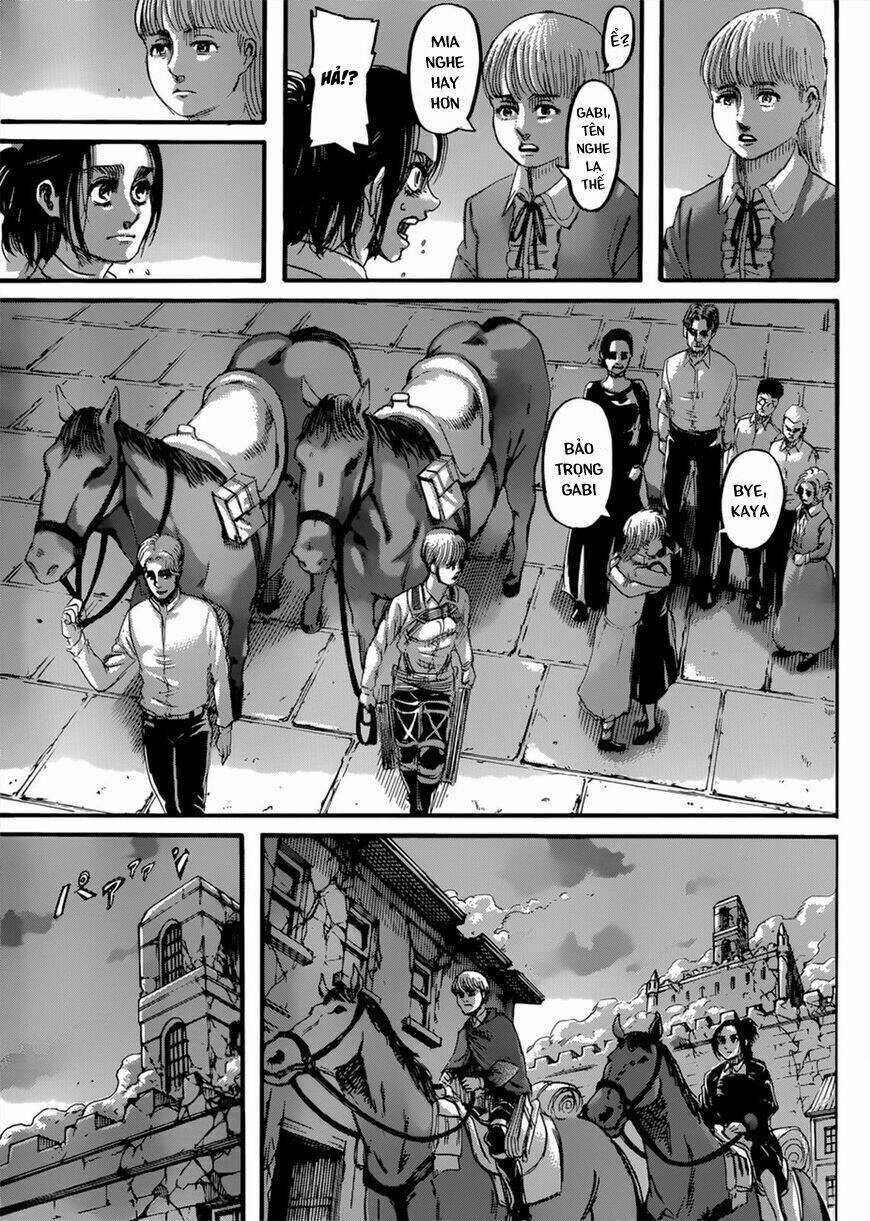 Ể?
GABI,
TÊN
NGHE
LẠ
THẾ
MIA
NGHE
HAY
HƠN
HẢ!?
BYE,
KAYA
BẢO
TRỌNG
GABI
パアァァン